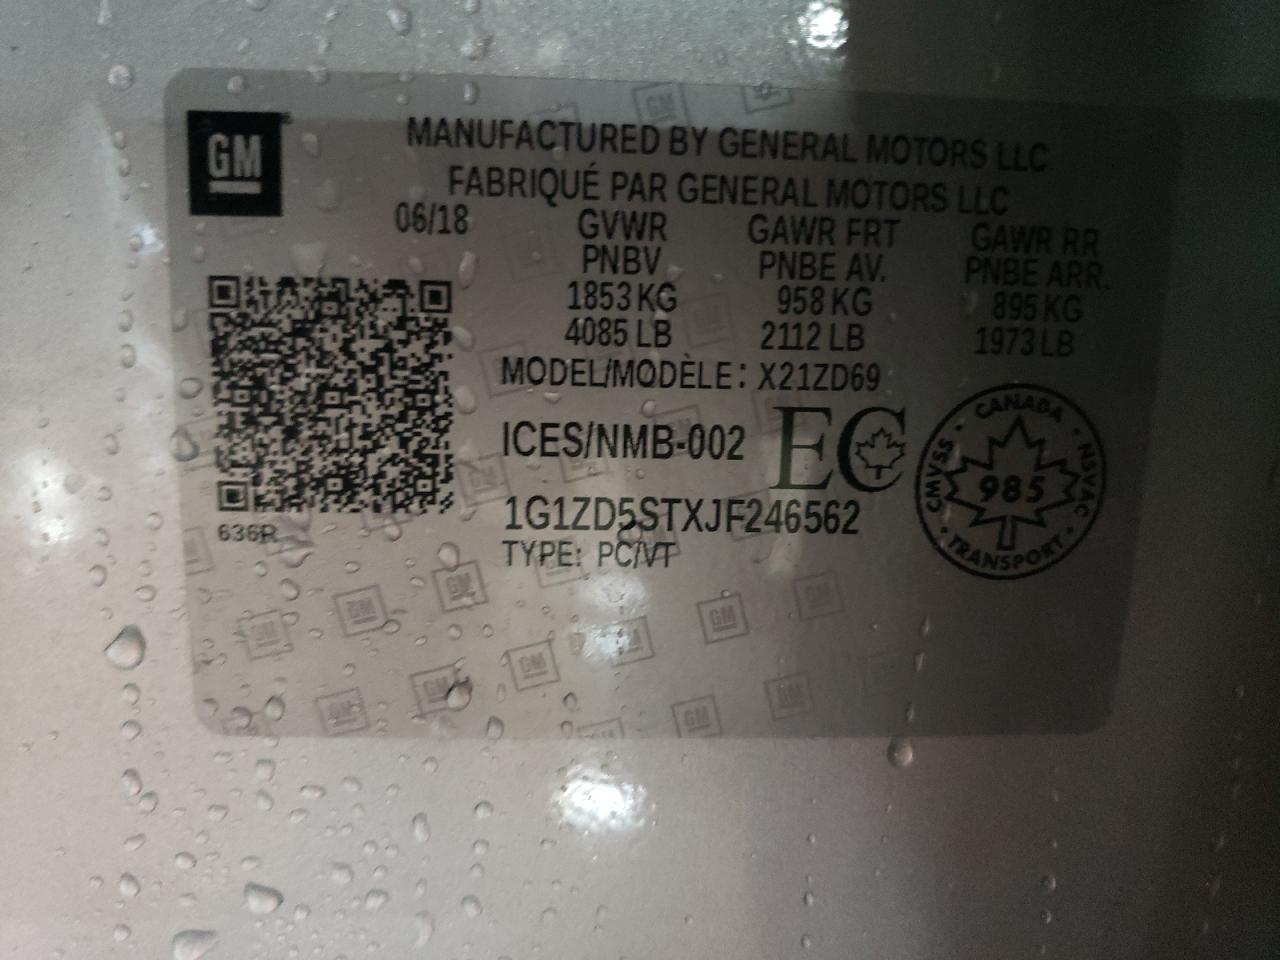 GM
MANUFACTURED BY GENERAL MOTORS LLC
FABRIQUÉ PAR GENERAL MOTORS LLC
06/18 GVWR GAWR FRT GAWR RR
PNBV PNBE AV. PNBE ARR.
1853 KG 958 KG 895 KG
4085 LB 2112 LB 1973 LB
MODEL/MODÈLE: X21ZD69
ICES/NMB-002 EC
1G1ZD5STXJF246562
TYPE: PC/VT
636R
CANADA
CMVSS NSVAC
985
TRANSPORT